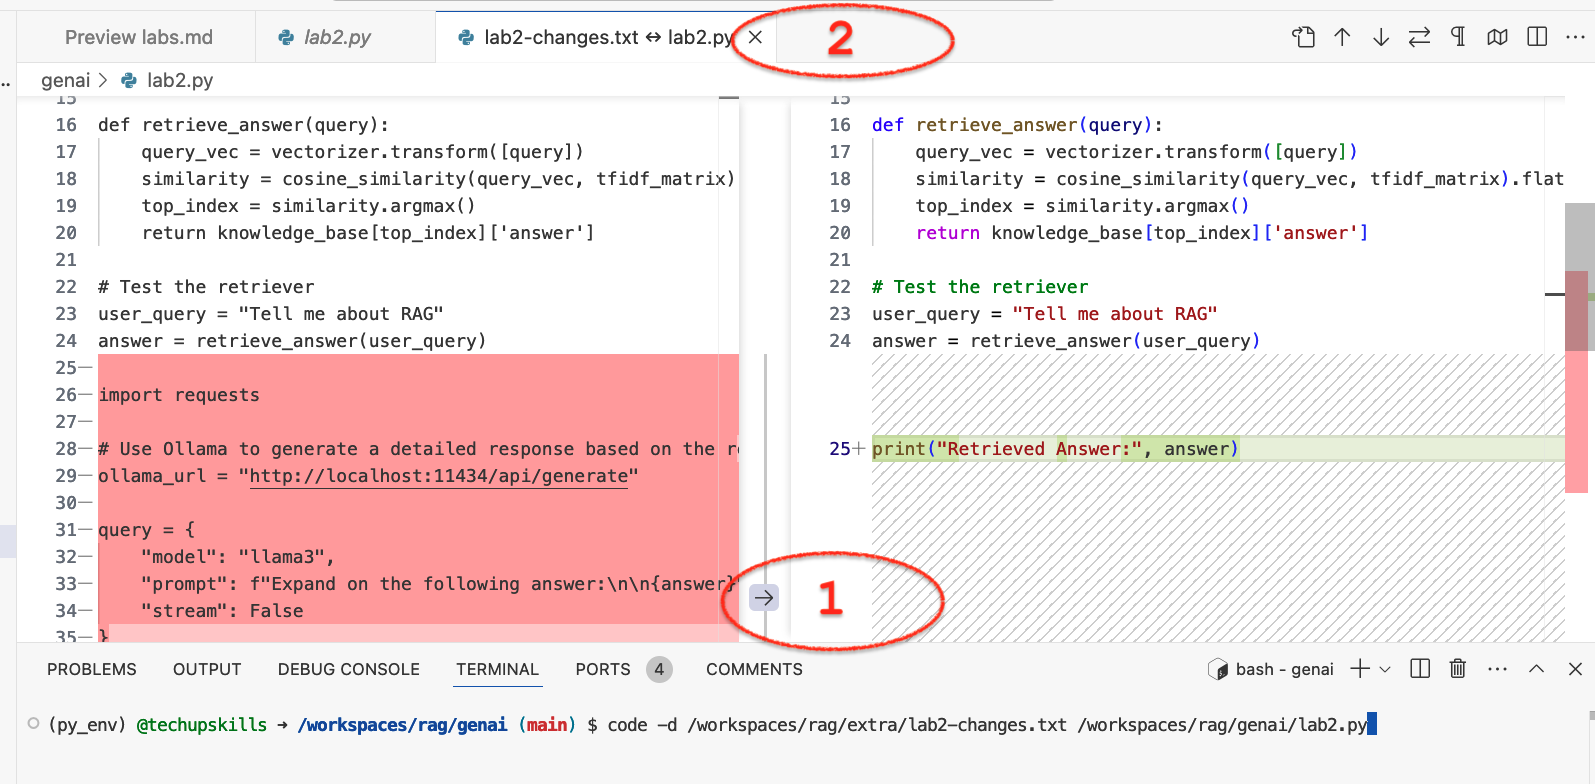 Preview labs.md
lab2.py
lab2-changes.txt ↔ lab2.py
2
genai > lab2.py
15
16 def retrieve_answer(query):
17     query_vec = vectorizer.transform([query])
18     similarity = cosine_similarity(query_vec, tfidf_matrix)
19     top_index = similarity.argmax()
20     return knowledge_base[top_index]['answer']
21
22 # Test the retriever
23 user_query = "Tell me about RAG"
24 answer = retrieve_answer(user_query)
25—
26— import requests
27—
28— # Use Ollama to generate a detailed response based on the
29— ollama_url = "http://localhost:11434/api/generate"
30—
31— query = {
32—     "model": "llama3",
33—     "prompt": f"Expand on the following answer:\n\n{answer}
34—     "stream": False
35— }
15
16 def retrieve_answer(query):
17     query_vec = vectorizer.transform([query])
18     similarity = cosine_similarity(query_vec, tfidf_matrix).flat
19     top_index = similarity.argmax()
20     return knowledge_base[top_index]['answer']
21
22 # Test the retriever
23 user_query = "Tell me about RAG"
24 answer = retrieve_answer(user_query)
25+ print("Retrieved Answer:", answer)
→ 1
PROBLEMS OUTPUT DEBUG CONSOLE TERMINAL PORTS 4 COMMENTS
bash - genai
(py_env) @techupskills → /workspaces/rag/genai (main) $ code -d /workspaces/rag/extra/lab2-changes.txt /workspaces/rag/genai/lab2.py